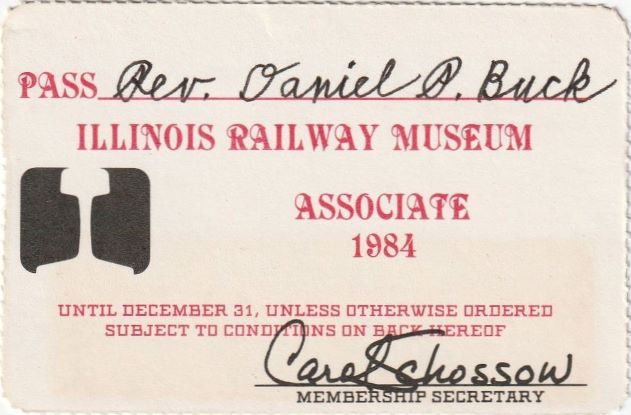 PASS Rev. Daniel P. Buck
ILLINOIS RAILWAY MUSEUM
ASSOCIATE
1984
UNTIL DECEMBER 31, UNLESS OTHERWISE ORDERED
SUBJECT TO CONDITIONS ON BACK HEREOF
MEMBERSHIP SECRETARY